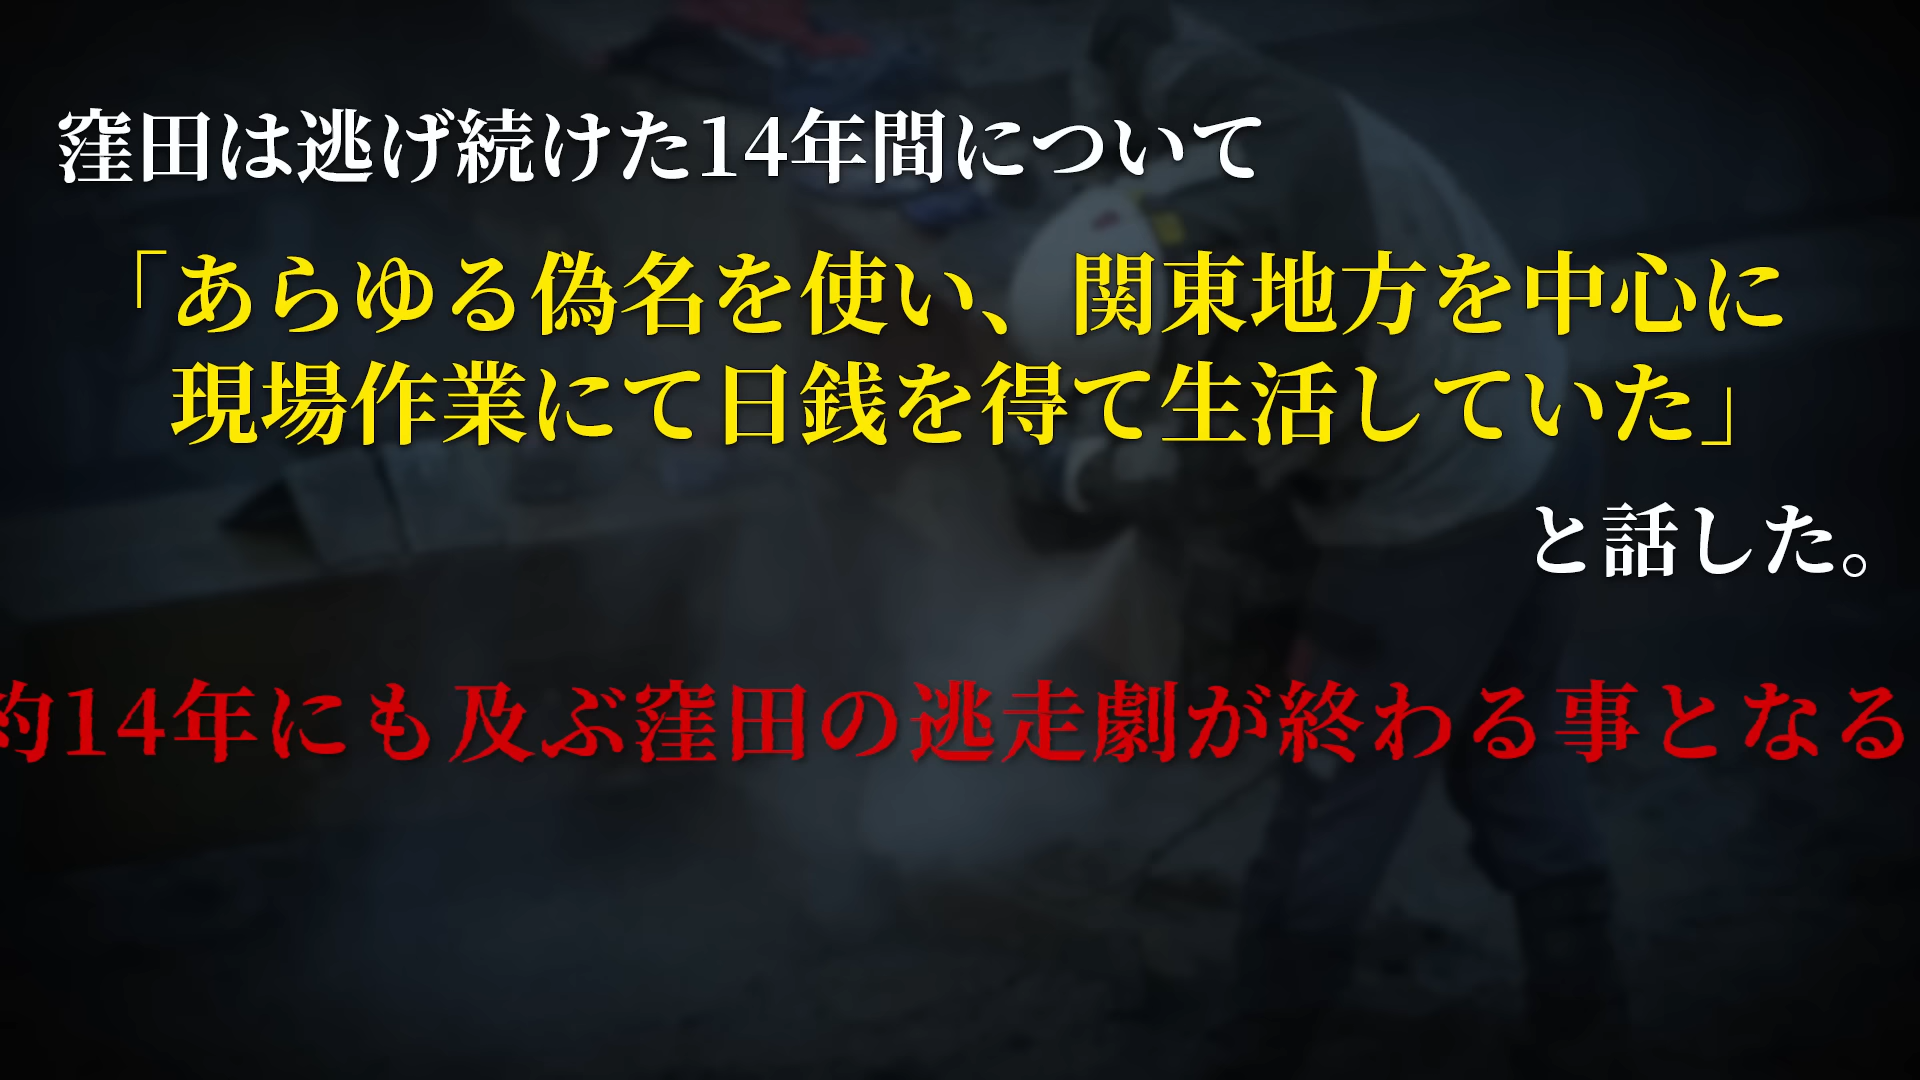 窪田は逃げ続けた14年間について
「あらゆる偽名を使い、関東地方を中心に
現場作業にて日銭を得て生活していた」
と話した。
約14年にも及ぶ窪田の逃走劇が終わる事となる